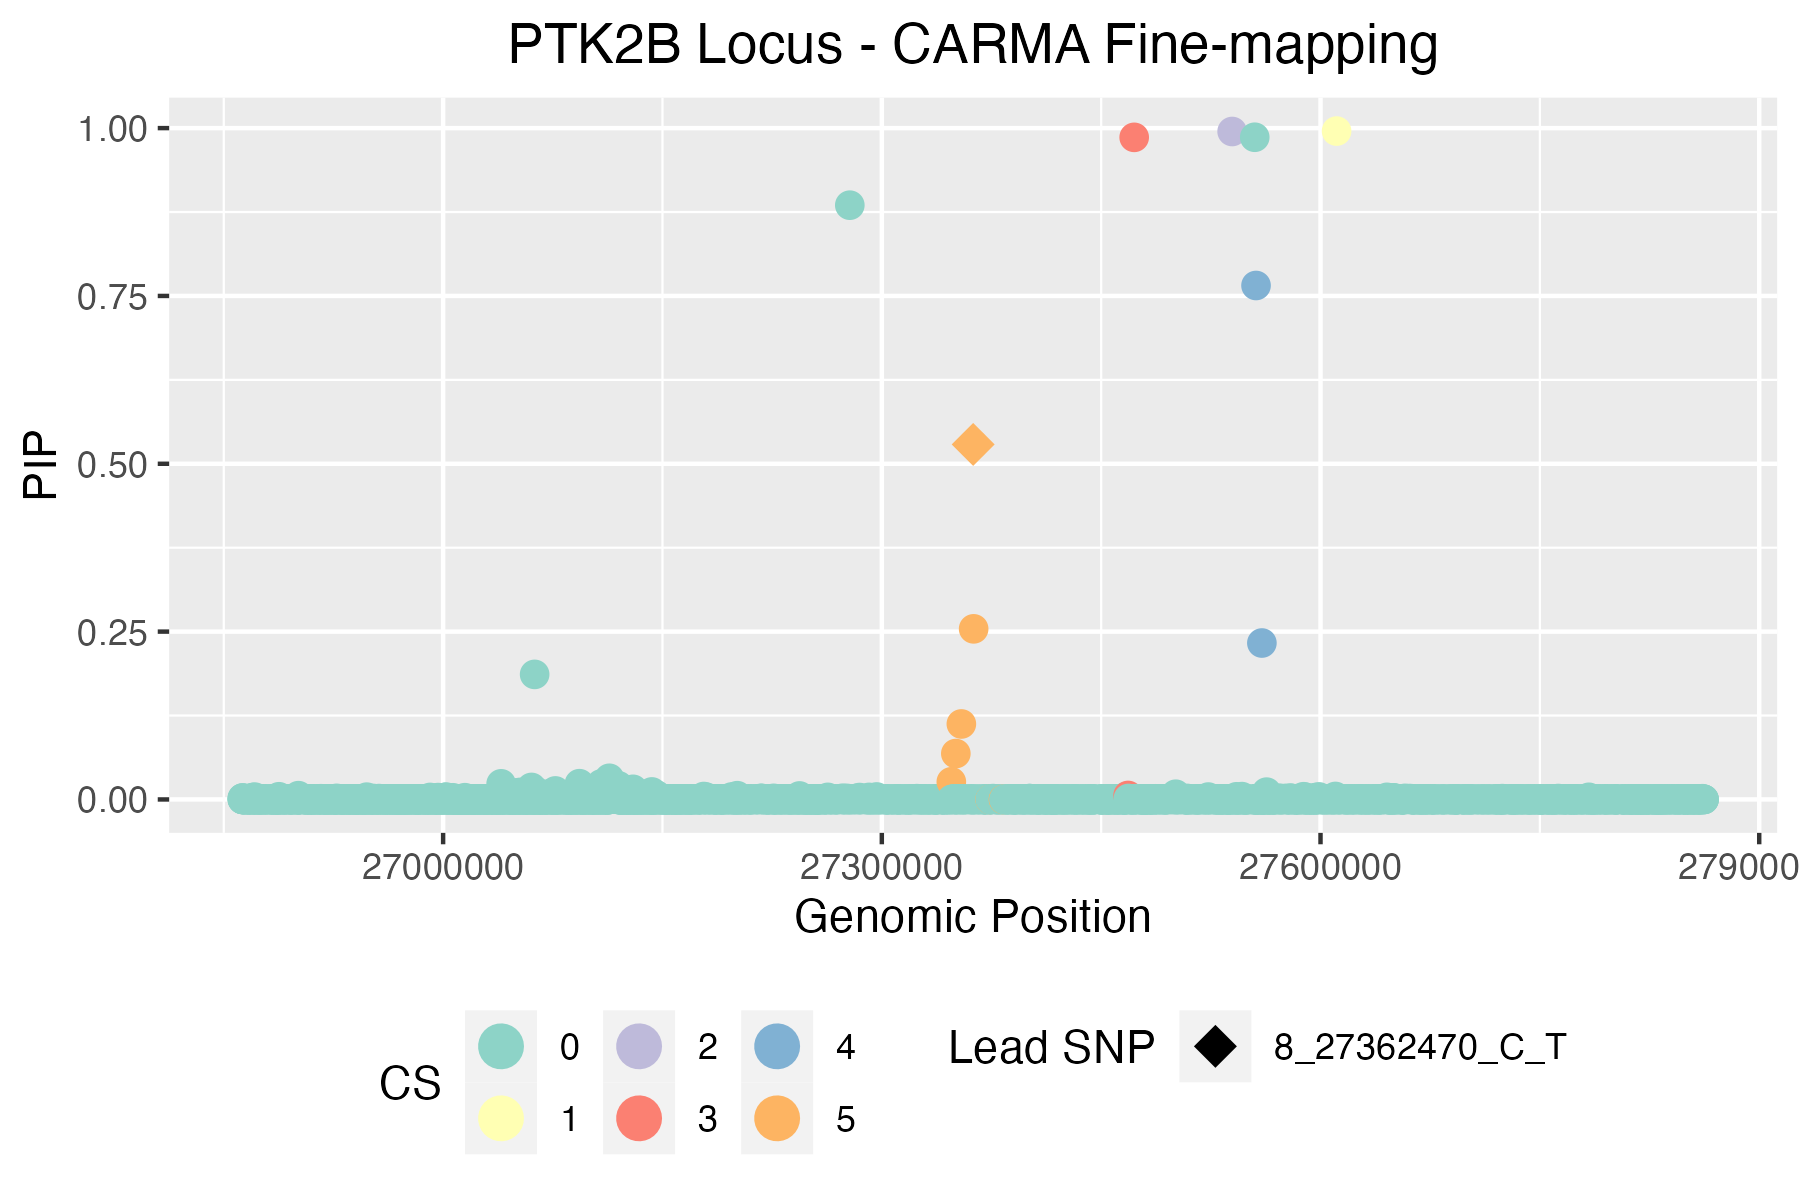 PTK2B Locus - CARMA Fine-mapping
1.00
0.75
0.50
0.25
0.00
PIP
27000000 27300000 27600000 279000
Genomic Position
CS
0 2 4
1 3 5
Lead SNP 8_27362470_C_T